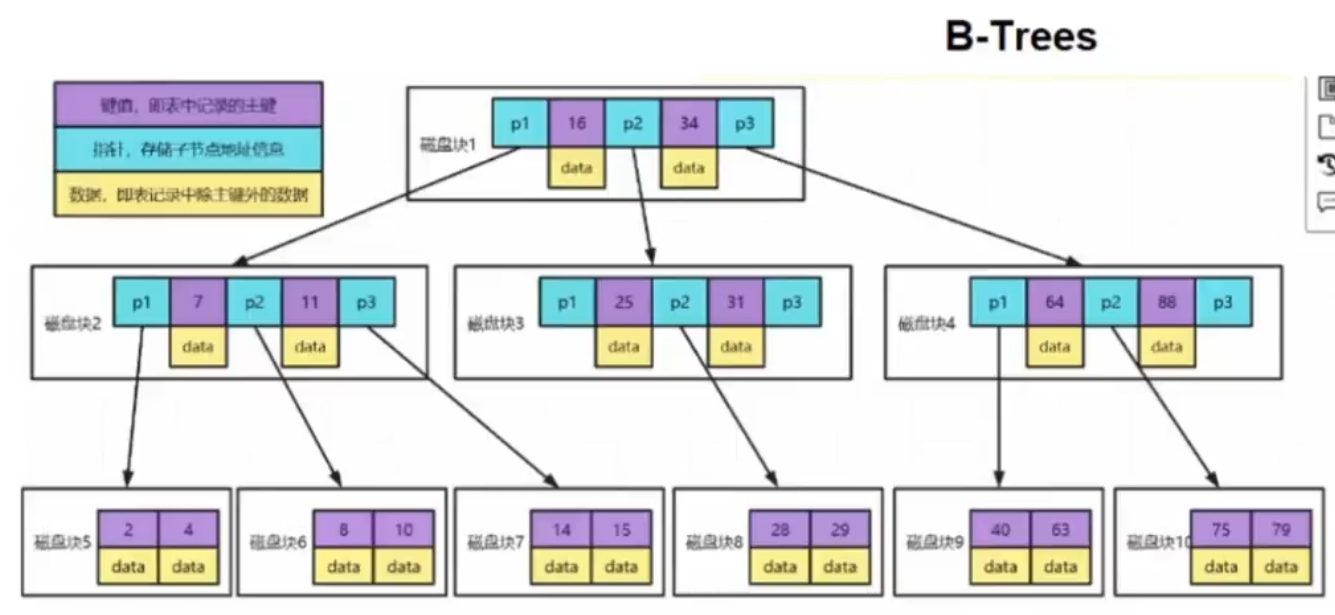 B-Trees
键值，即表中记录的主键
指针，存储子节点地址信息
数据，即表记录中除主键外的数据
磁盘块1
p1 16 p2 34 p3
data data
磁盘块2
p1 7 p2 11 p3
data data
磁盘块3
p1 25 p2 31 p3
data data
磁盘块4
p1 64 p2 88 p3
data data
磁盘块5
2 4
data data
磁盘块6
8 10
data data
磁盘块7
14 15
data data
磁盘块8
28 29
data data
磁盘块9
40 63
data data
磁盘块10
75 79
data data